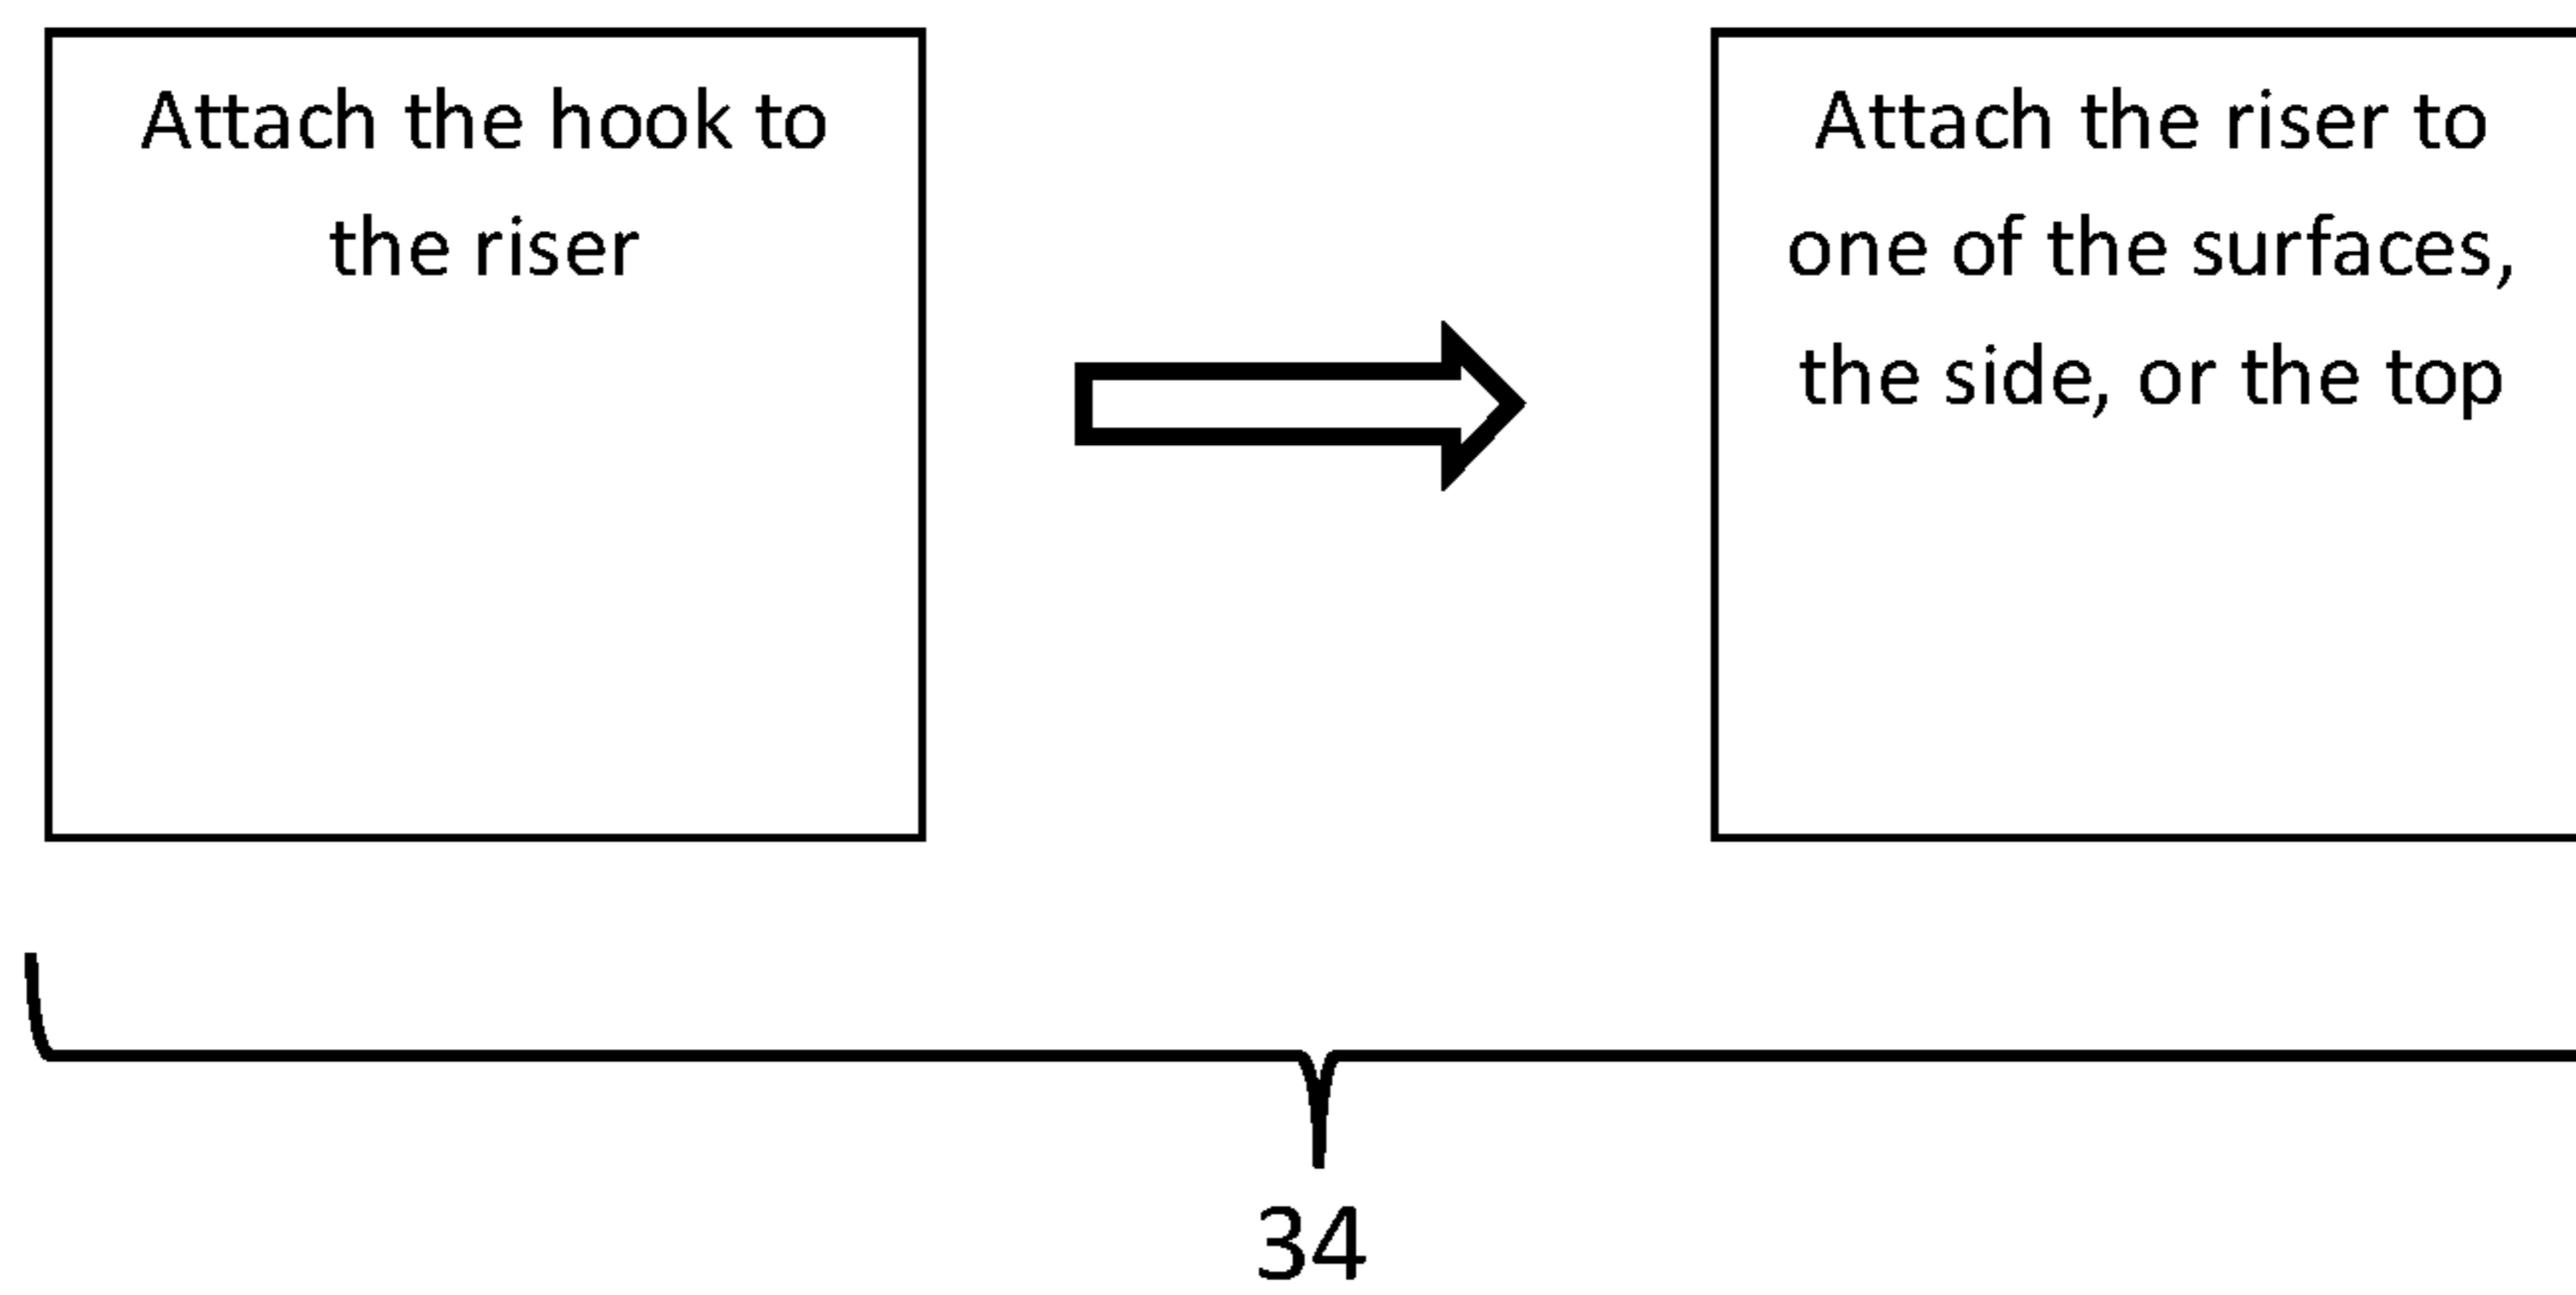 Attach the hook to
the riser
Attach the riser to
one of the surfaces,
the side, or the top
34